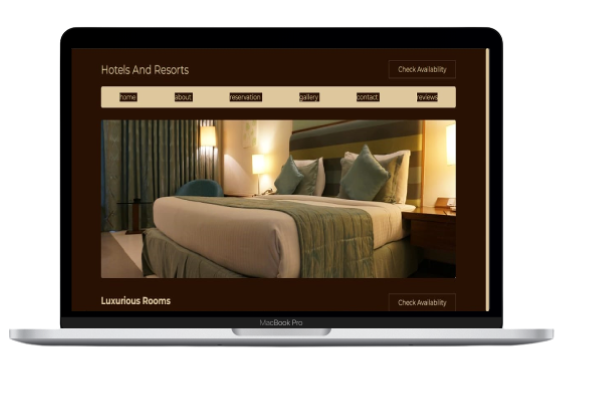 Hotels And Resorts
Check Availability
home about reservation gallery contact reviews
Luxurious Rooms
Check Availability
MacBook Pro